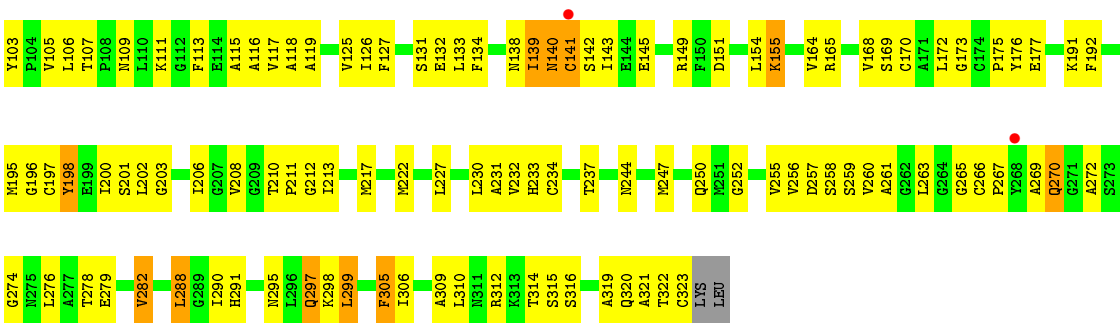 Y103 P104 V105 L106 T107 P108 N109 L110 K111 G112 F113 E114 A115 A116 V117 A118 A119 V125 I126 F127 S131 E132 L133 F134 N138 I139 N140 C141 S142 I143 E144 E145 R149 F150 D151 L154 K155 V164 R165 V168 S169 C170 A171 L172 G173 C174 P175 Y176 E177 K191 F192
M195 G196 C197 Y198 E199 I200 S201 L202 G203 I206 G207 V208 G209 T210 P211 G212 I213 M217 M222 L227 L230 A231 V232 H233 C234 T237 N244 M247 Q250 M251 G252 V255 V256 D257 S258 S259 V260 A261 G262 L263 G264 G265 C266 P267 Y268 A269 Q270 G271 A272 S273
G274 N275 L276 A277 T278 E279 V282 L288 G289 I290 H291 N295 L296 Q297 K298 L299 F305 I306 A309 L310 N311 R312 K313 T314 S315 S316 A319 Q320 A321 T322 C323 LYS LEU